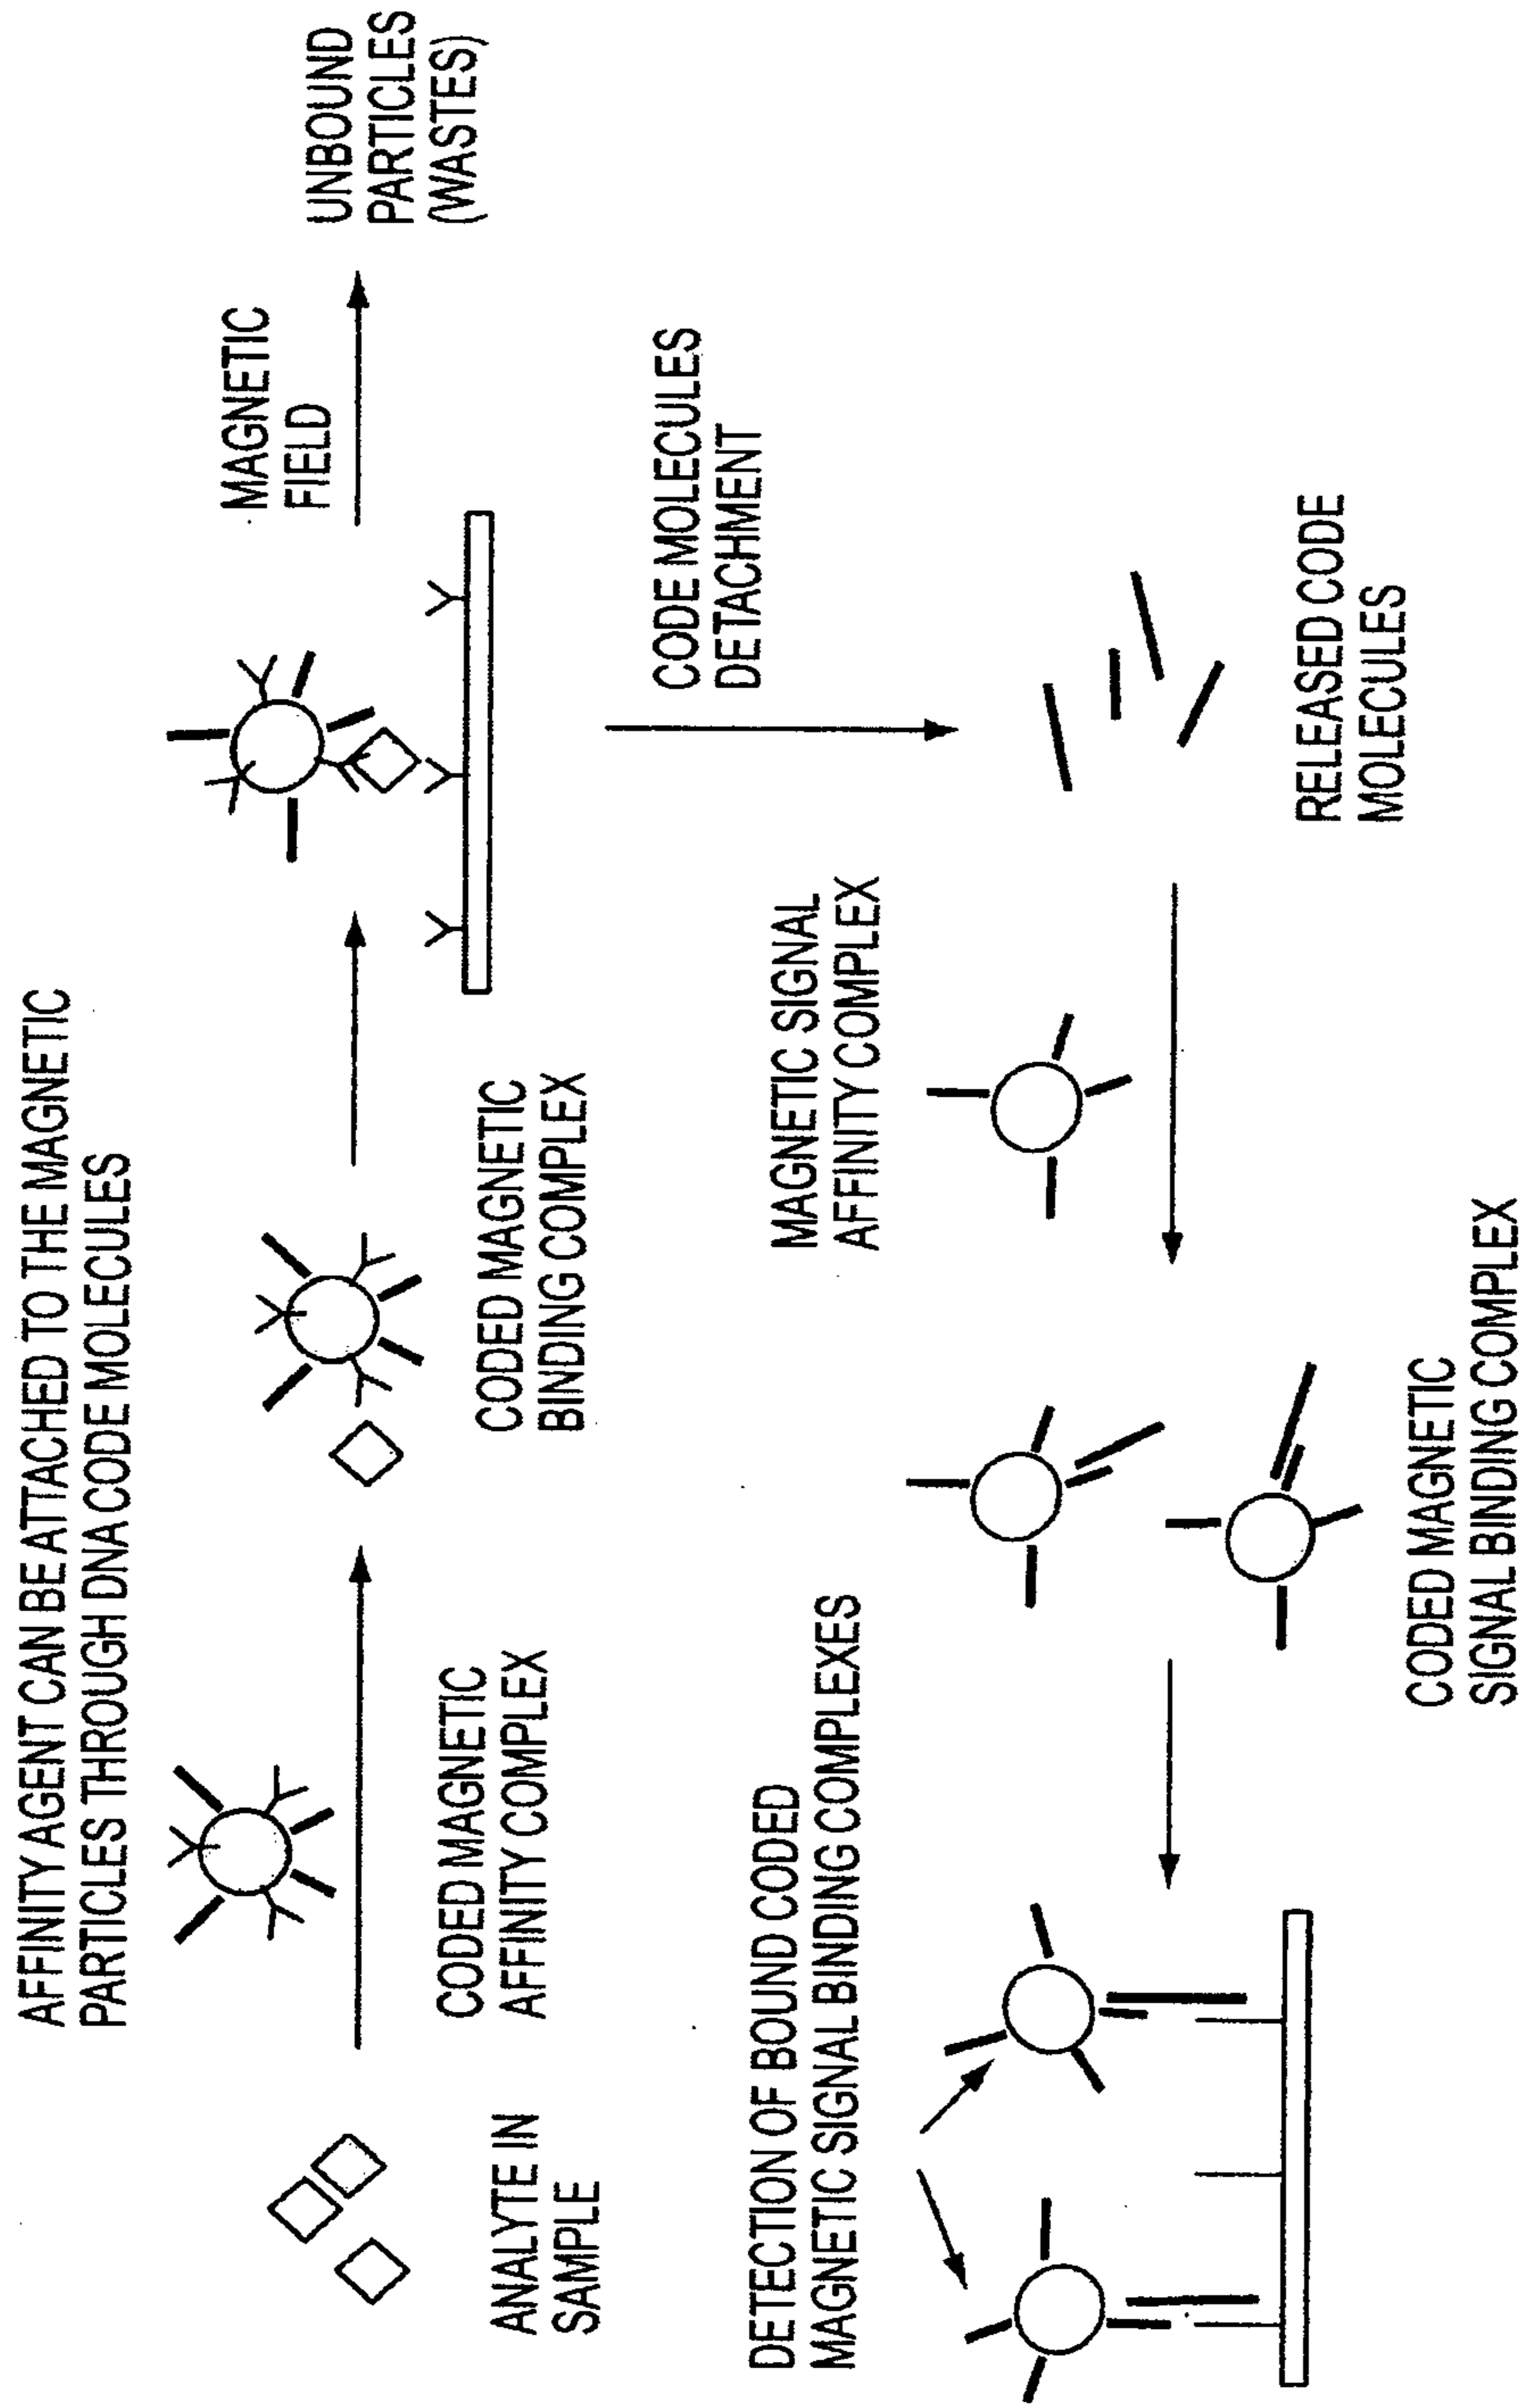 AFFINITY AGENT CAN BE ATTACHED TO THE MAGNETIC
PARTICLES THROUGH DNA CODE MOLECULES
ANALYTE IN
SAMPLE
CODED MAGNETIC
AFFINITY COMPLEX
CODED MAGNETIC
BINDING COMPLEX
MAGNETIC
FIELD
UNBOUND
PARTICLES
(WASTES)
CODE MOLECULES
DETACHMENT
RELEASED CODE
MOLECULES
MAGNETIC SIGNAL
AFFINITY COMPLEX
CODED MAGNETIC
SIGNAL BINDING COMPLEX
DETECTION OF BOUND CODED
MAGNETIC SIGNAL BINDING COMPLEXES